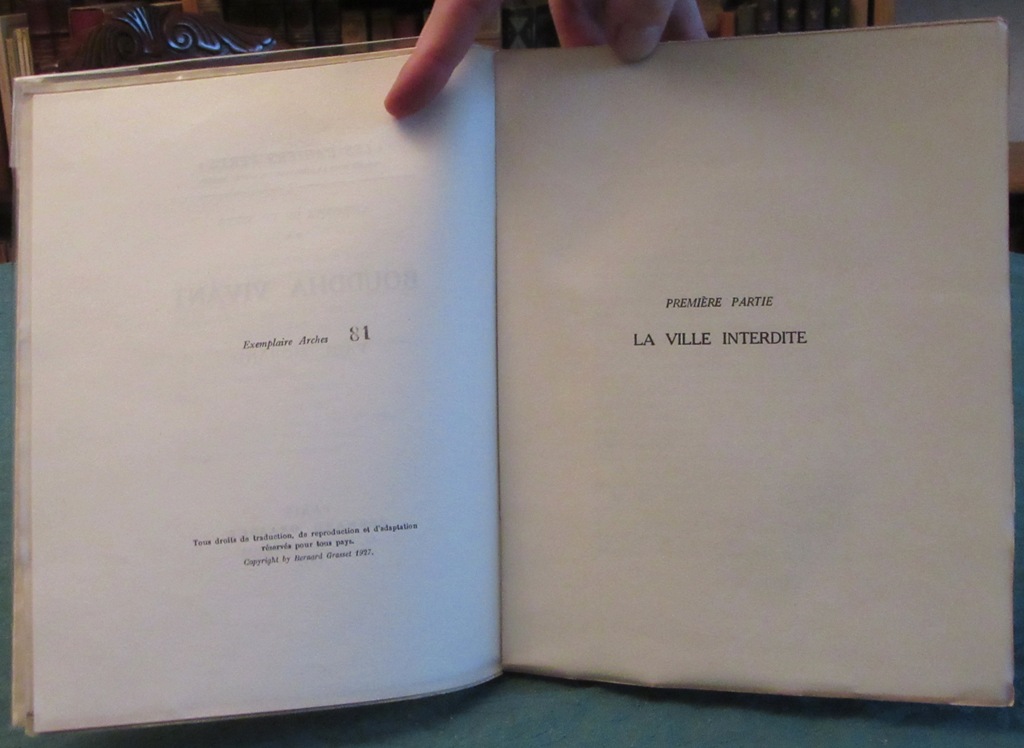 Exemplaire Arches 81
Tous droits de traduction, de reproduction et d'adaptation
réservés pour tous pays.
Copyright by Bernard Grasset 1927.
PREMIÈRE PARTIE
LA VILLE INTERDITE